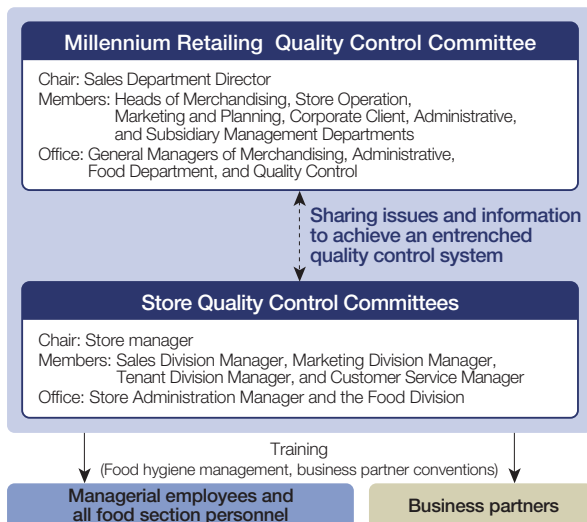 Millennium Retailing Quality Control Committee
Chair: Sales Department Director
Members: Heads of Merchandising, Store Operation,
Marketing and Planning, Corporate Client, Administrative,
and Subsidiary Management Departments
Office: General Managers of Merchandising, Administrative,
Food Department, and Quality Control
Sharing issues and information
to achieve an entrenched
quality control system
Store Quality Control Committees
Chair: Store manager
Members: Sales Division Manager, Marketing Division Manager,
Tenant Division Manager, and Customer Service Manager
Office: Store Administration Manager and the Food Division
Training
(Food hygiene management, business partner conventions)
Managerial employees and
all food section personnel
Business partners